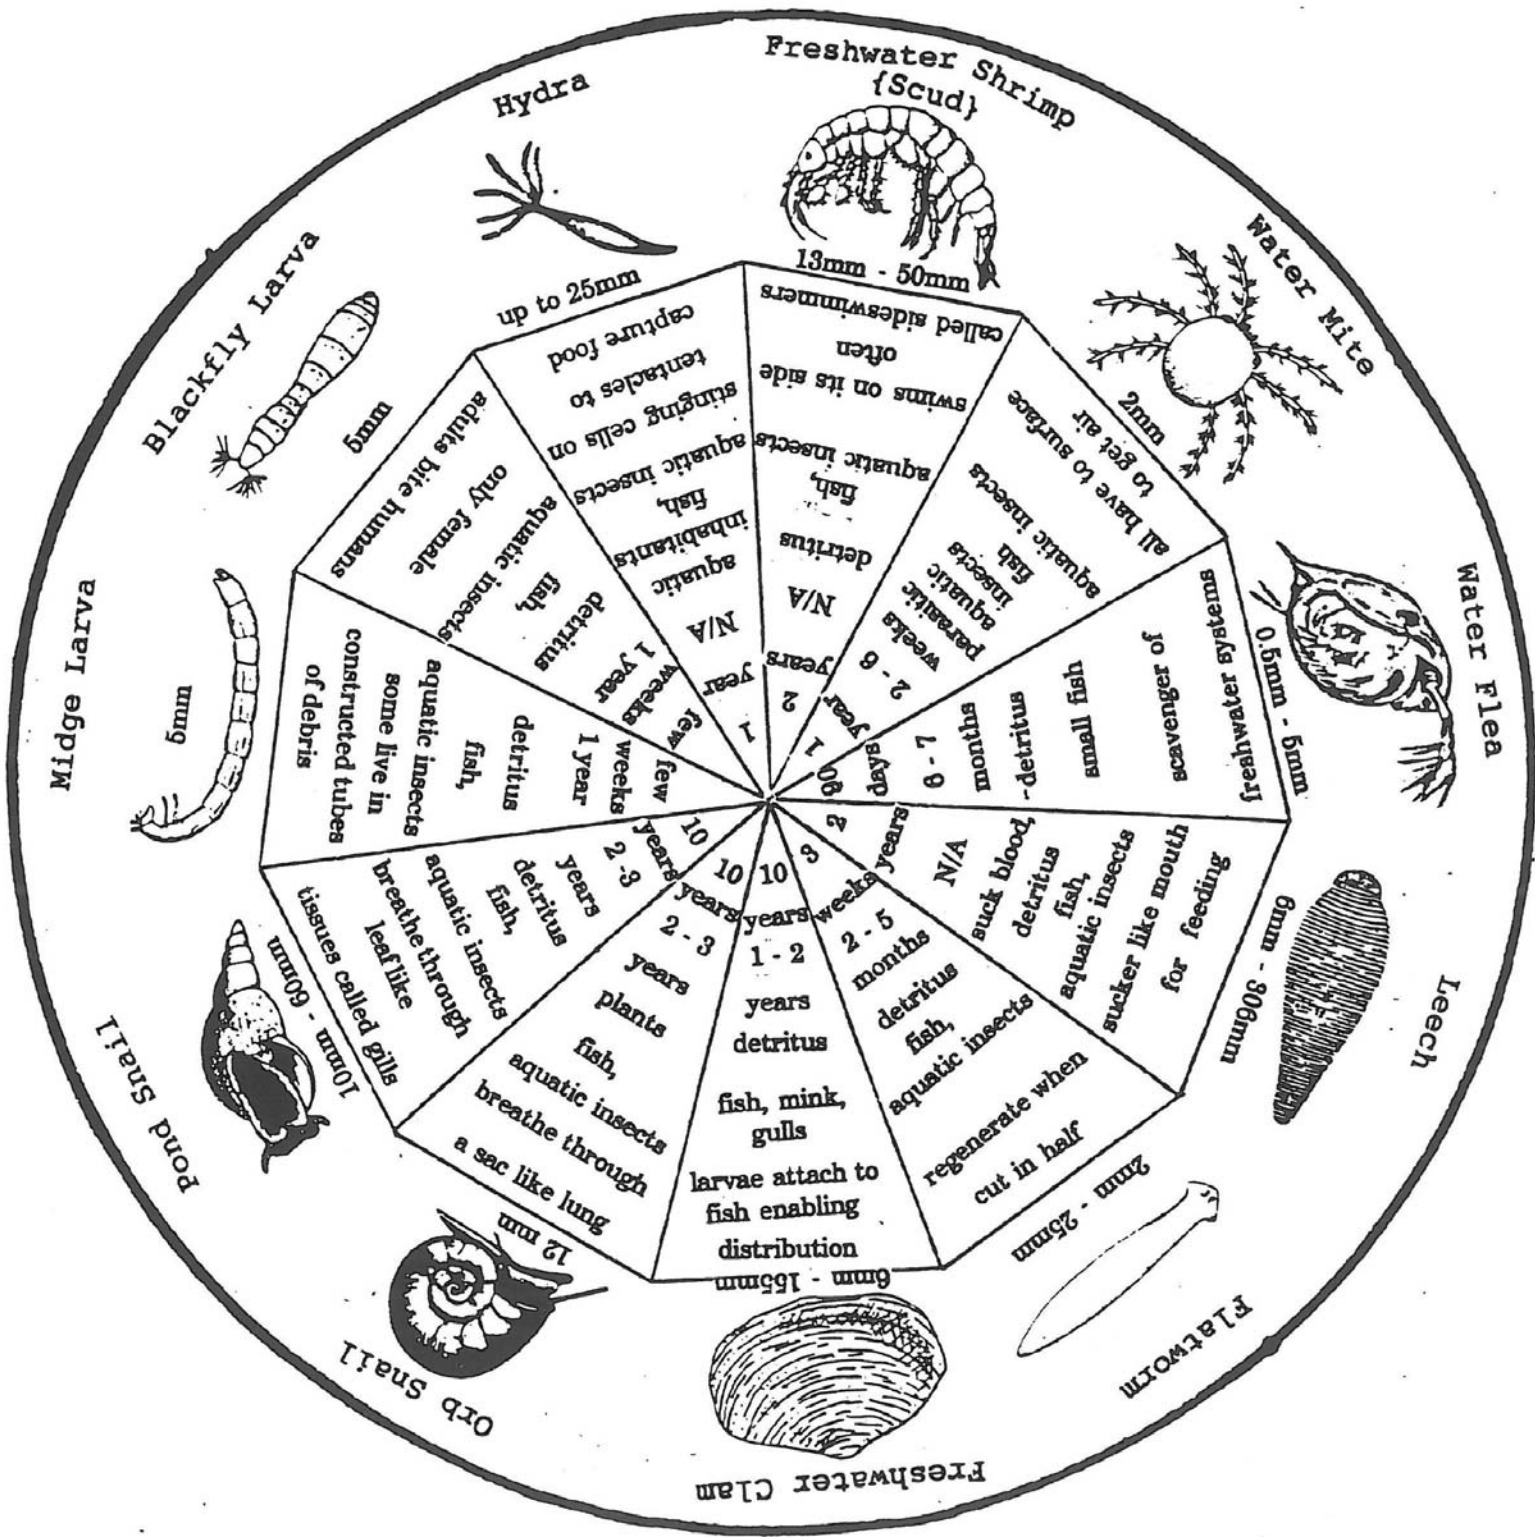 Freshwater Shrimp
{Scud}
13mm - 50mm
2
years
N/A
detritus
fish,
aquatic insects
swims on its side
often
called sideswimmers
Water Mite
2mm
1
year
2 - 6
weeks
parasitic
aquatic
insects
fish
aquatic insects
all have to surface
to get air
Water Flea
0.5mm - 5mm
90
days
6 - 7
months
detritus
small fish
scavenger of
freshwater systems
Leech
6mm - 306mm
2
years
N/A
suck blood,
detritus
fish,
aquatic insects
sucker like mouth
for feeding
Flatworm
2mm - 25mm
3
weeks
2 - 5
months
detritus
fish,
aquatic insects
regenerate when
cut in half
Freshwater Clam
6mm - 155mm
10
years
1 - 2
years
detritus
fish, mink,
gulls
larvae attach to
fish enabling
distribution
Orb Snail
12 mm
10
years
2 - 3
years
plants
fish,
aquatic insects
breathe through
a sac like lung
Pond Snail
10mm - 60mm
10
years
2 -3
years
detritus
fish,
aquatic insects
breathe through
leaf like
tissues called gills
Midge Larva
5mm
few
weeks
1 year
detritus
fish,
aquatic insects
some live in
constructed tubes
of debris
Blackfly Larva
5mm
few
weeks
1 year
detritus
fish,
aquatic insects
only female
adults bite humans
Hydra
up to 25mm
1
year
N/A
aquatic
inhabitants
fish,
aquatic insects
stinging cells on
tentacles to
capture food